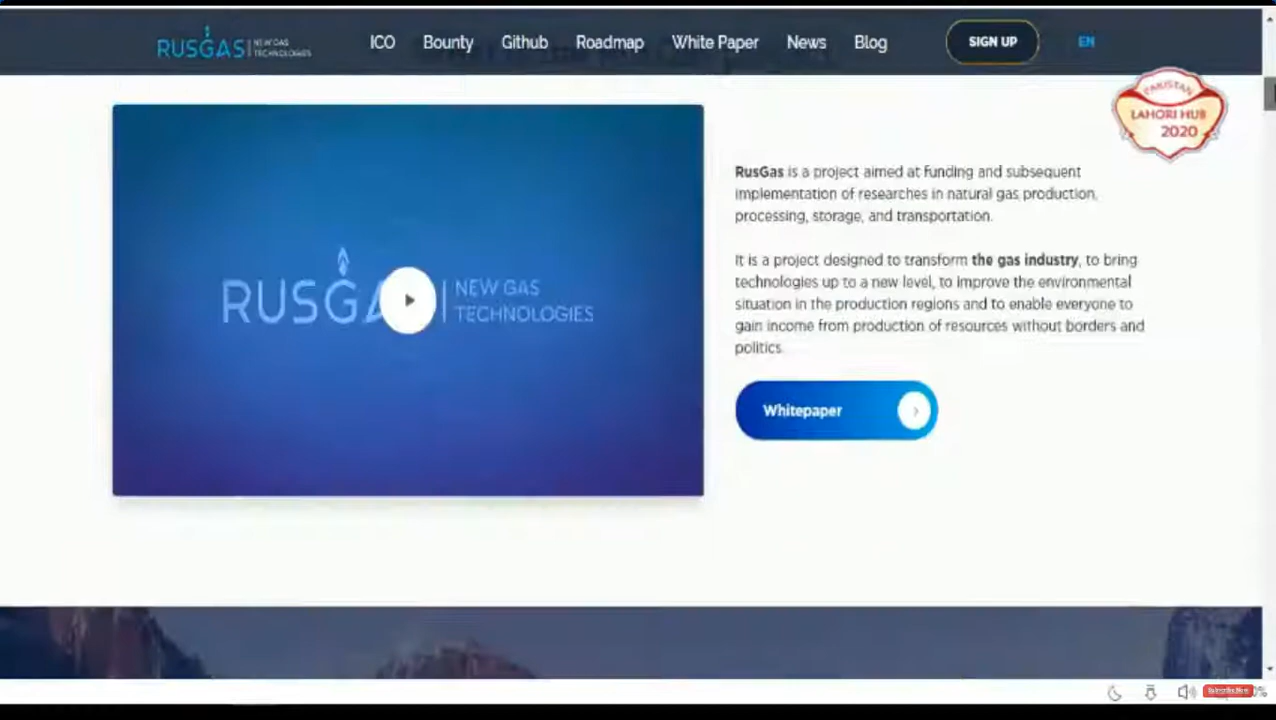 RUSGAS NEW GAS TECHNOLOGIES
ICO Bounty Github Roadmap White Paper News Blog SIGN UP EN
PAKISTAN
LAHORI HUB
2020
RUSGA NEW GAS
TECHNOLOGIES
RusGas is a project aimed at funding and subsequent
implementation of researches in natural gas production,
processing, storage, and transportation.
It is a project designed to transform the gas industry, to bring
technologies up to a new level, to improve the environmental
situation in the production regions and to enable everyone to
gain income from production of resources without borders and
politics.
Whitepaper